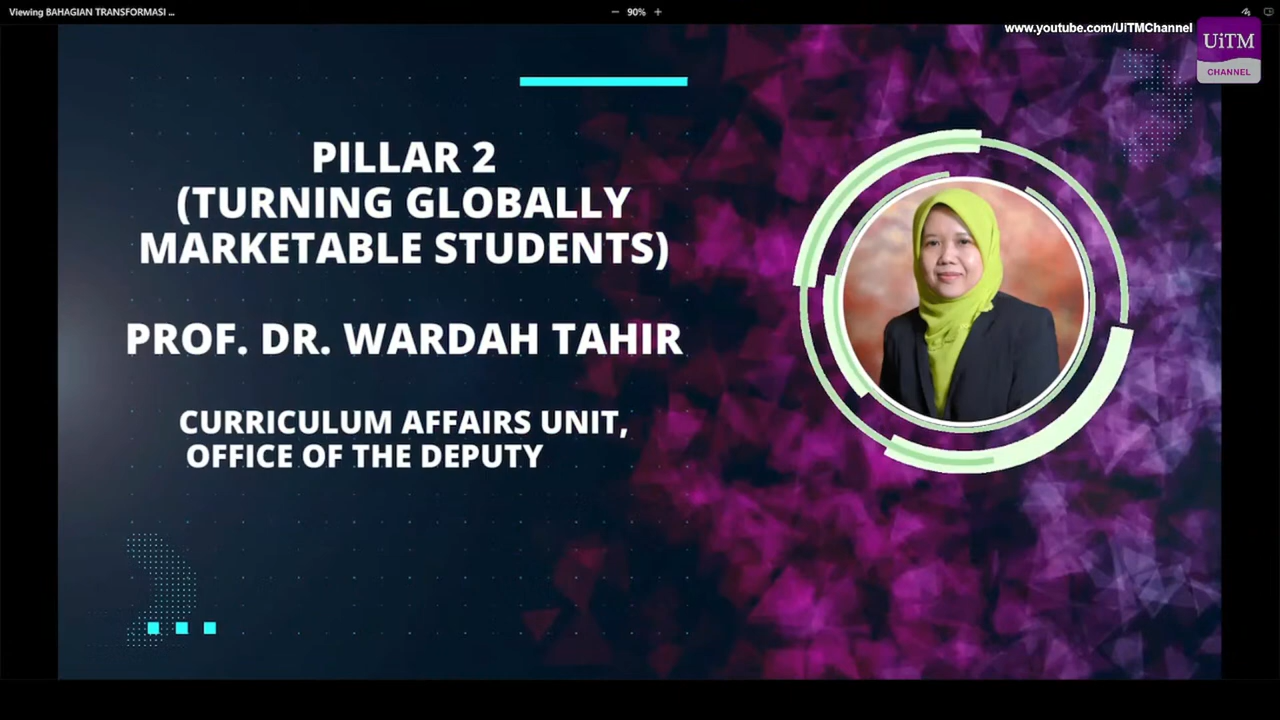 Viewing BAHAGIAN TRANSFORMASI ...
90%
www.youtube.com/UiTMChannel
UiTM
CHANNEL
PILLAR 2
(TURNING GLOBALLY
MARKETABLE STUDENTS)
PROF. DR. WARDAH TAHIR
CURRICULUM AFFAIRS UNIT,
OFFICE OF THE DEPUTY